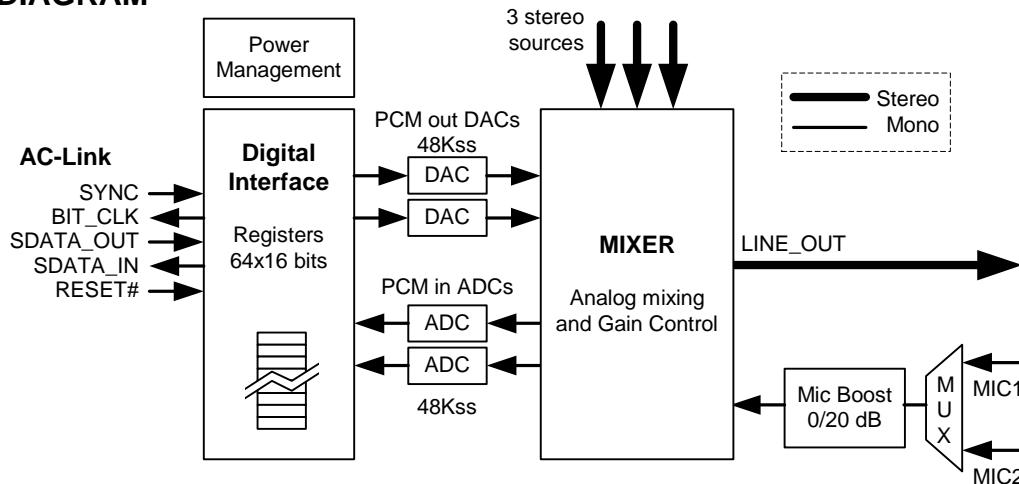 DIAGRAM
3 stereo
sources
Power
Management
Stereo
Mono
AC-Link
SYNC
BIT_CLK
SDATA_OUT
SDATA_IN
RESET#
Digital
Interface
Registers
64x16 bits
PCM out DACs
48Kss
DAC
DAC
PCM in ADCs
ADC
ADC
48Kss
MIXER
Analog mixing
and Gain Control
LINE_OUT
Mic Boost
0/20 dB
M
U
X
MIC1
MIC2